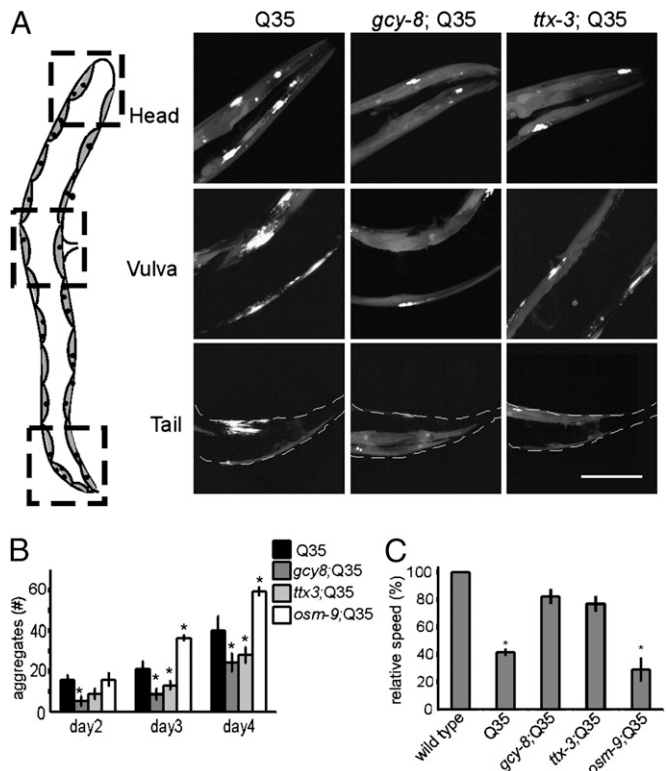 A
Q35
gcy-8; Q35
ttx-3; Q35
Head
Vulva
Tail
B
Q35
gcy8;Q35
ttx3;Q35
osm-9;Q35
aggregates (#)
60
40
20
* * * * * * * *
day2
day3
day4
C
relative speed (%)
100
80
60
40
20
0
* *
wild type
Q35
gcy-8;Q35
ttx-3;Q35
osm-9;Q35